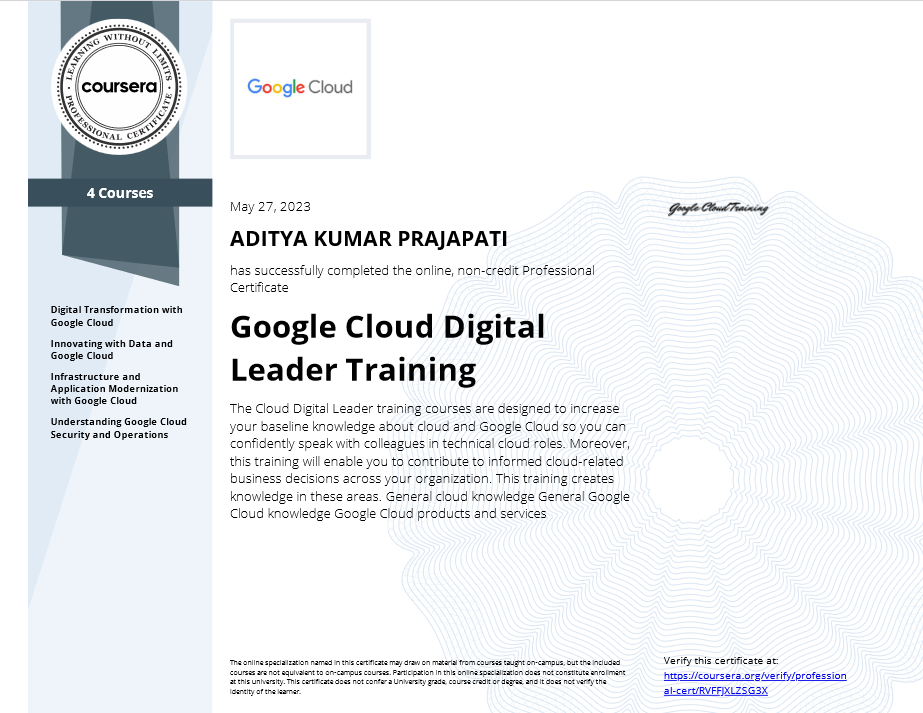 LEARNING WITHOUT LIMITS
coursera
PROFESSIONAL CERTIFICATE
4 Courses
Digital Transformation with
Google Cloud
Innovating with Data and
Google Cloud
Infrastructure and
Application Modernization
with Google Cloud
Understanding Google Cloud
Security and Operations
Google Cloud
May 27, 2023
Google Cloud Training
ADITYA KUMAR PRAJAPATI
has successfully completed the online, non-credit Professional
Certificate
Google Cloud Digital
Leader Training
The Cloud Digital Leader training courses are designed to increase
your baseline knowledge about cloud and Google Cloud so you can
confidently speak with colleagues in technical cloud roles. Moreover,
this training will enable you to contribute to informed cloud-related
business decisions across your organization. This training creates
knowledge in these areas. General cloud knowledge General Google
Cloud knowledge Google Cloud products and services
The online specialization named in this certificate may draw on material from courses taught on-campus, but the included
courses are not equivalent to on-campus courses. Participation in this online specialization does not constitute enrollment
at this university. This certificate does not confer a University grade, course credit or degree, and it does not verify the
identity of the learner.
Verify this certificate at:
https://coursera.org/verify/profession
al-cert/RVFFJXLZSG3X